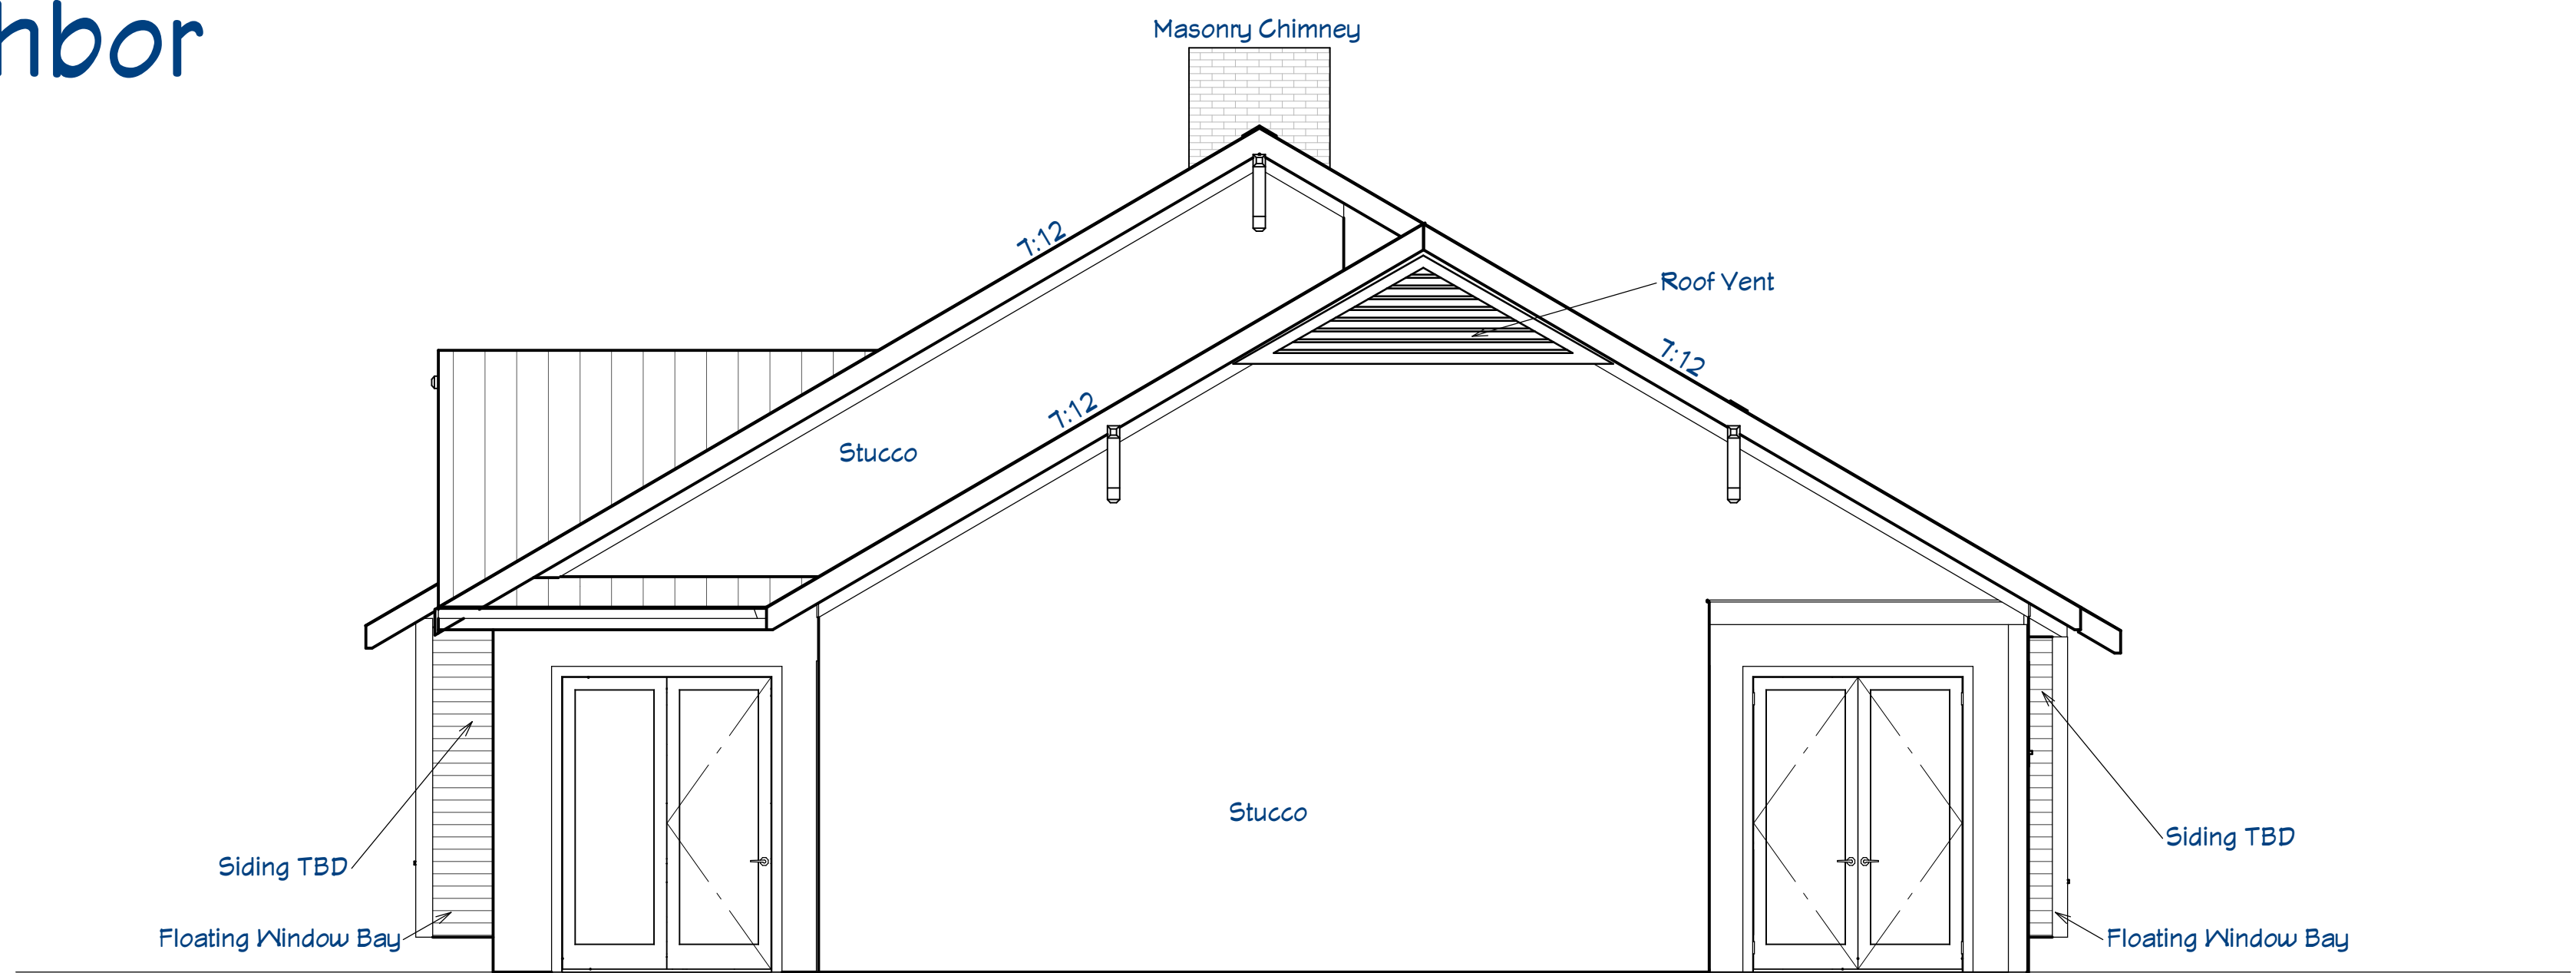 hbor
Masonry Chimney
7:12
Roof Vent
7:12
7:12
Stucco
Stucco
Siding TBD
Siding TBD
Floating Window Bay
Floating Window Bay